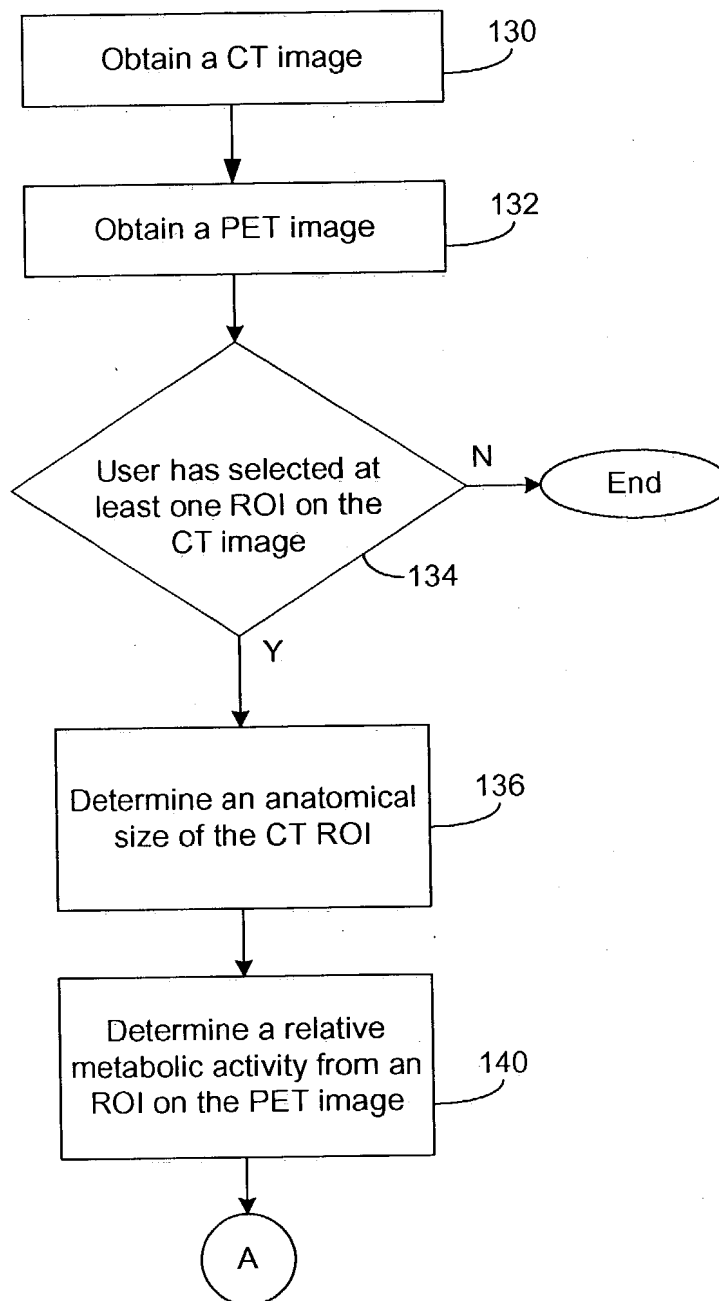 Obtain a CT image
130
Obtain a PET image
132
User has selected at
least one ROI on the
CT image
N
End
134
Y
Determine an anatomical
size of the CT ROI
136
Determine a relative
metabolic activity from an
ROI on the PET image
140
A